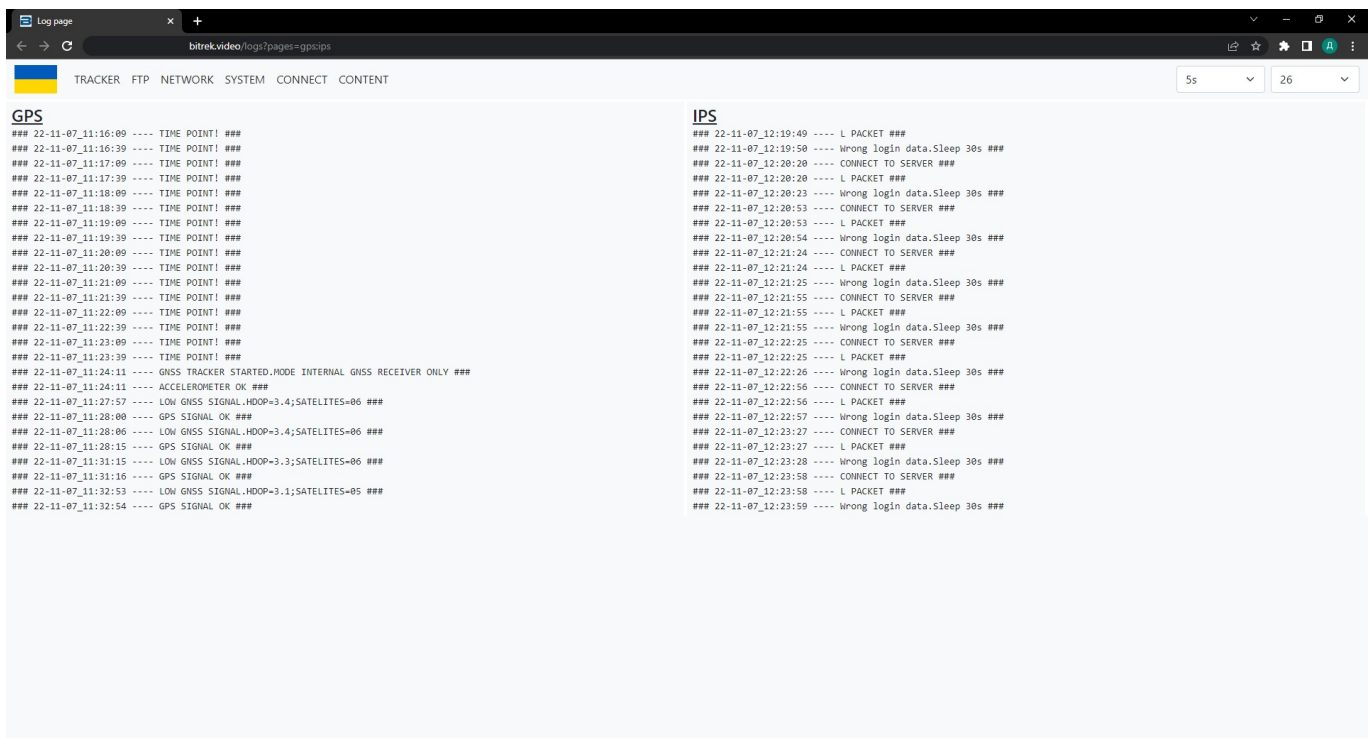 Log page
bitrek.video/logs?pages=gps:ips
Д
TRACKER FTP NETWORK SYSTEM CONNECT CONTENT
5s
26
GPS
### 22-11-07_11:16:09 ---- TIME POINT! ###
### 22-11-07_11:16:39 ---- TIME POINT! ###
### 22-11-07_11:17:09 ---- TIME POINT! ###
### 22-11-07_11:17:39 ---- TIME POINT! ###
### 22-11-07_11:18:09 ---- TIME POINT! ###
### 22-11-07_11:18:39 ---- TIME POINT! ###
### 22-11-07_11:19:09 ---- TIME POINT! ###
### 22-11-07_11:19:39 ---- TIME POINT! ###
### 22-11-07_11:20:09 ---- TIME POINT! ###
### 22-11-07_11:20:39 ---- TIME POINT! ###
### 22-11-07_11:21:09 ---- TIME POINT! ###
### 22-11-07_11:21:39 ---- TIME POINT! ###
### 22-11-07_11:22:09 ---- TIME POINT! ###
### 22-11-07_11:22:39 ---- TIME POINT! ###
### 22-11-07_11:23:09 ---- TIME POINT! ###
### 22-11-07_11:23:39 ---- TIME POINT! ###
### 22-11-07_11:24:11 ---- GNSS TRACKER STARTED.MODE INTERNAL GNSS RECEIVER ONLY ###
### 22-11-07_11:24:11 ---- ACCELEROMETER OK ###
### 22-11-07_11:27:57 ---- LOW GNSS SIGNAL.HDOP=3.4;SATELITES=06 ###
### 22-11-07_11:28:00 ---- GPS SIGNAL OK ###
### 22-11-07_11:28:06 ---- LOW GNSS SIGNAL.HDOP=3.4;SATELITES=06 ###
### 22-11-07_11:28:15 ---- GPS SIGNAL OK ###
### 22-11-07_11:31:15 ---- LOW GNSS SIGNAL.HDOP=3.3;SATELITES=06 ###
### 22-11-07_11:31:16 ---- GPS SIGNAL OK ###
### 22-11-07_11:32:53 ---- LOW GNSS SIGNAL.HDOP=3.1;SATELITES=05 ###
### 22-11-07_11:32:54 ---- GPS SIGNAL OK ###
IPS
### 22-11-07_12:19:49 ---- L PACKET ###
### 22-11-07_12:19:50 ---- Wrong login data.Sleep 30s ###
### 22-11-07_12:20:20 ---- CONNECT TO SERVER ###
### 22-11-07_12:20:20 ---- L PACKET ###
### 22-11-07_12:20:23 ---- Wrong login data.Sleep 30s ###
### 22-11-07_12:20:53 ---- CONNECT TO SERVER ###
### 22-11-07_12:20:53 ---- L PACKET ###
### 22-11-07_12:20:54 ---- Wrong login data.Sleep 30s ###
### 22-11-07_12:21:24 ---- CONNECT TO SERVER ###
### 22-11-07_12:21:24 ---- L PACKET ###
### 22-11-07_12:21:25 ---- Wrong login data.Sleep 30s ###
### 22-11-07_12:21:55 ---- CONNECT TO SERVER ###
### 22-11-07_12:21:55 ---- L PACKET ###
### 22-11-07_12:21:55 ---- Wrong login data.Sleep 30s ###
### 22-11-07_12:22:25 ---- CONNECT TO SERVER ###
### 22-11-07_12:22:25 ---- L PACKET ###
### 22-11-07_12:22:26 ---- Wrong login data.Sleep 30s ###
### 22-11-07_12:22:56 ---- CONNECT TO SERVER ###
### 22-11-07_12:22:56 ---- L PACKET ###
### 22-11-07_12:22:57 ---- Wrong login data.Sleep 30s ###
### 22-11-07_12:23:27 ---- CONNECT TO SERVER ###
### 22-11-07_12:23:27 ---- L PACKET ###
### 22-11-07_12:23:28 ---- Wrong login data.Sleep 30s ###
### 22-11-07_12:23:58 ---- CONNECT TO SERVER ###
### 22-11-07_12:23:58 ---- L PACKET ###
### 22-11-07_12:23:59 ---- Wrong login data.Sleep 30s ###